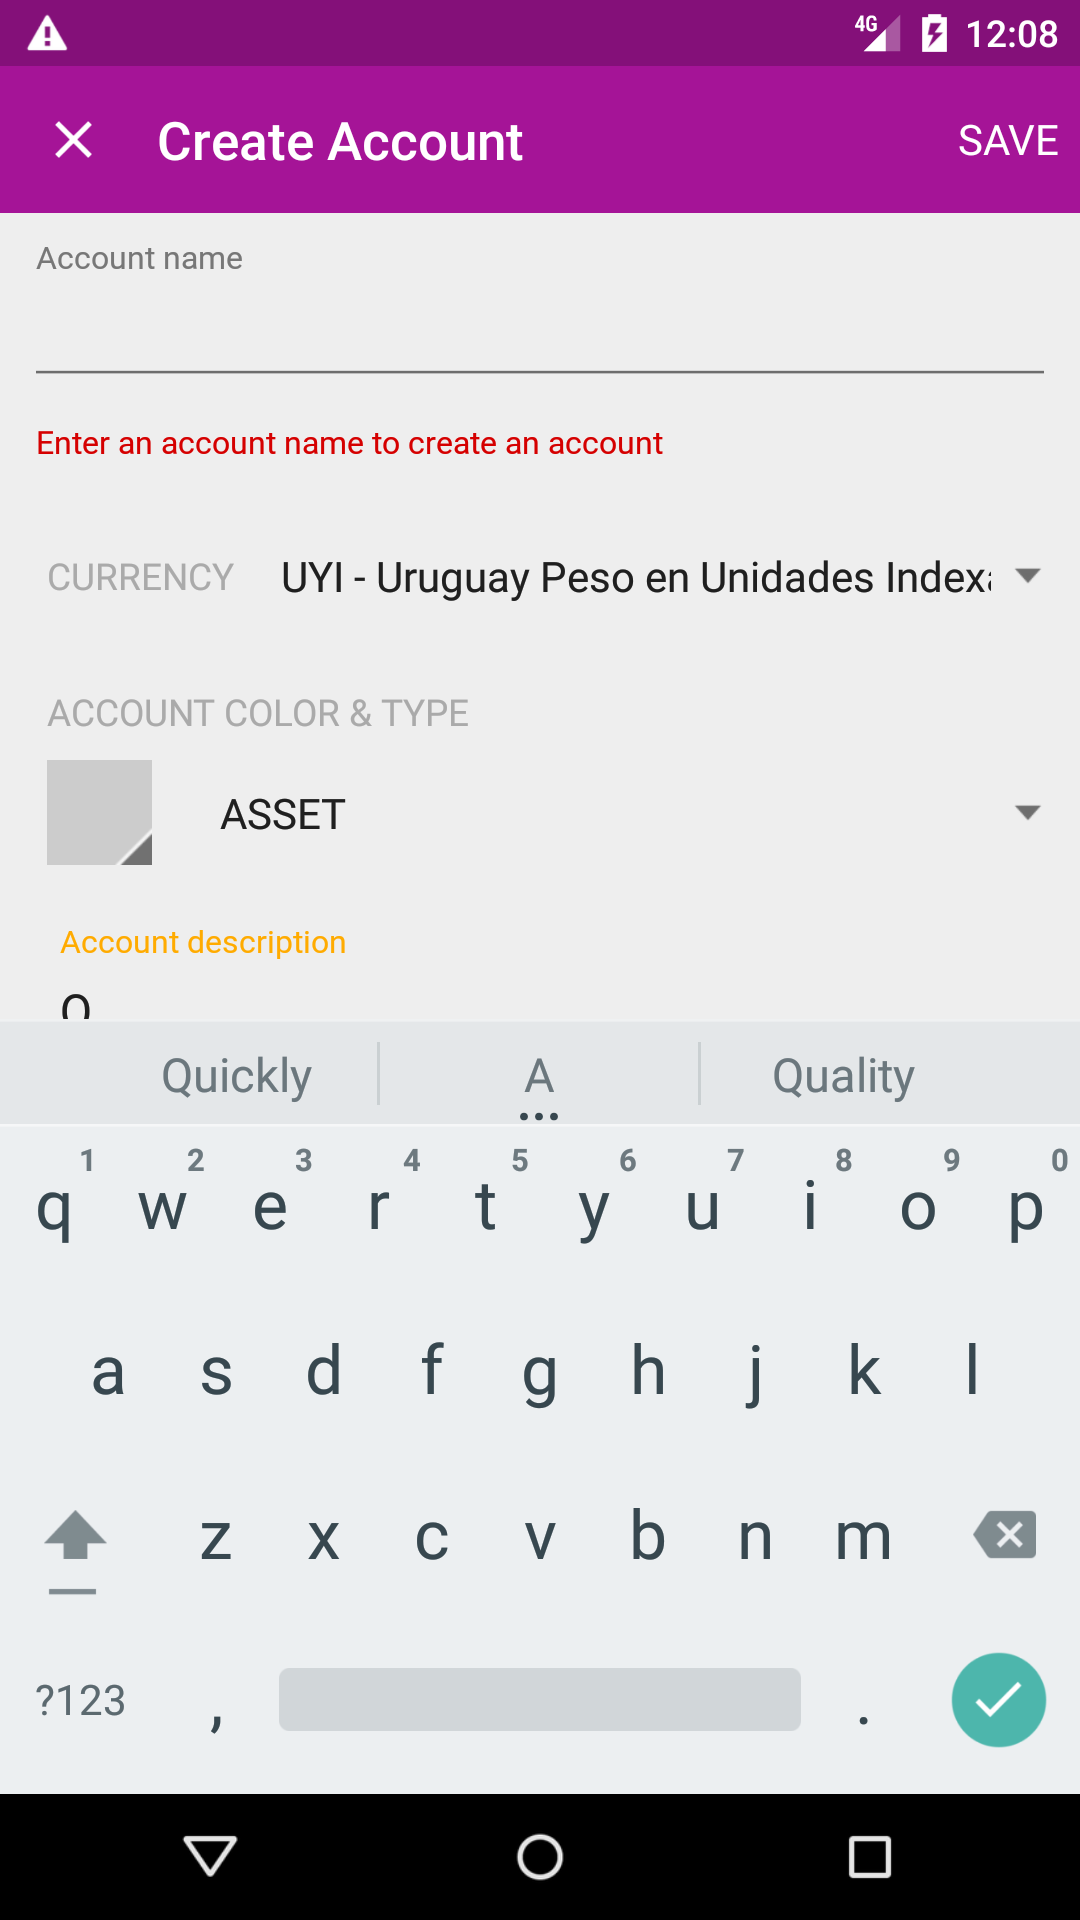 4G 12:08
Create Account SAVE
Account name
Enter an account name to create an account
CURRENCY UYI - Uruguay Peso en Unidades Indexa
ACCOUNT COLOR & TYPE
ASSET
Account description
Quickly A Quality
1 2 3 4 5 6 7 8 9 0
q w e r t y u i o p
a s d f g h j k l
z x c v b n m
?123 , .